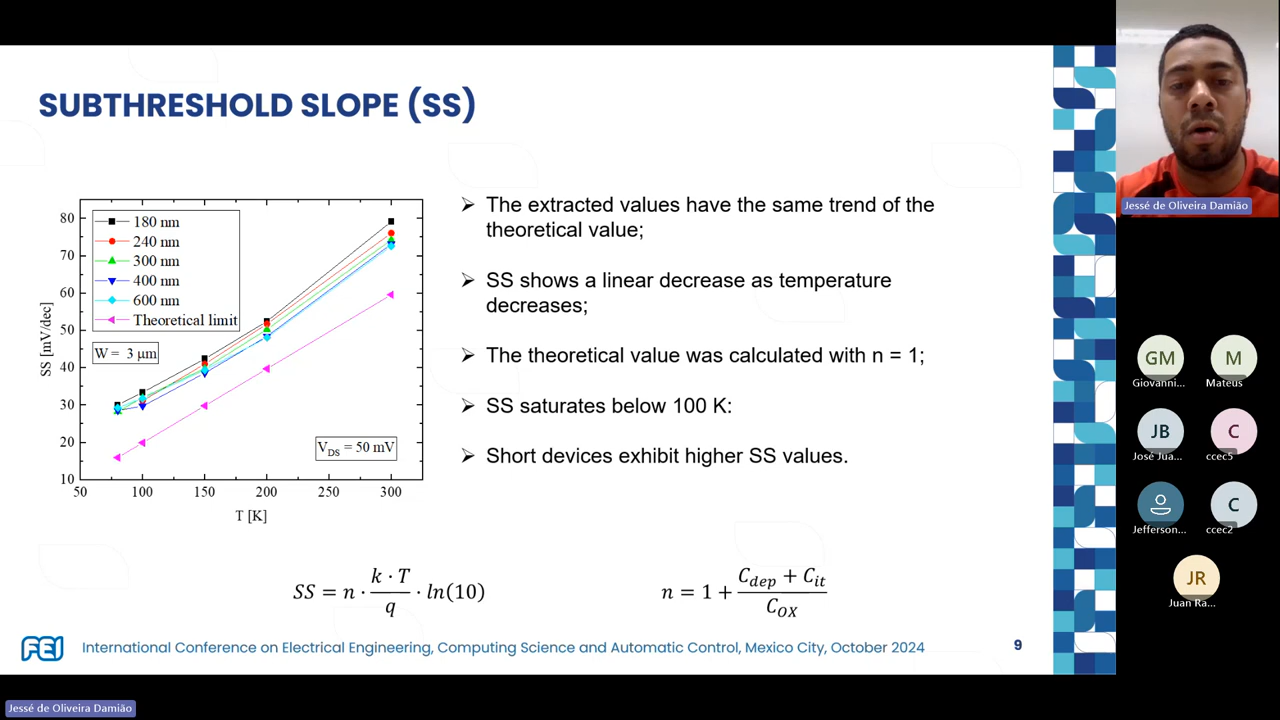 SUBTHRESHOLD SLOPE (SS)
80
70
60
50
40
30
20
10
SS [mV/dec]
180 nm
240 nm
300 nm
400 nm
600 nm
Theoretical limit
W = 3 μm
V_DS = 50 mV
50 100 150 200 250 300
T [K]
➢ The extracted values have the same trend of the
theoretical value;
➢ SS shows a linear decrease as temperature
decreases;
➢ The theoretical value was calculated with n = 1;
➢ SS saturates below 100 K:
➢ Short devices exhibit higher SS values.
SS = n · k · T / q · ln(10)
n = 1 + C_dep + C_it / C_OX
FEI
International Conference on Electrical Engineering, Computing Science and Automatic Control, Mexico City, October 2024
9
Jessé de Oliveira Damião
GM
Giovanni...
M
Mateus
JB
José Jua...
C
ccec5
Jefferson...
C
ccec2
JR
Juan Ra...
Jessé de Oliveira Damião